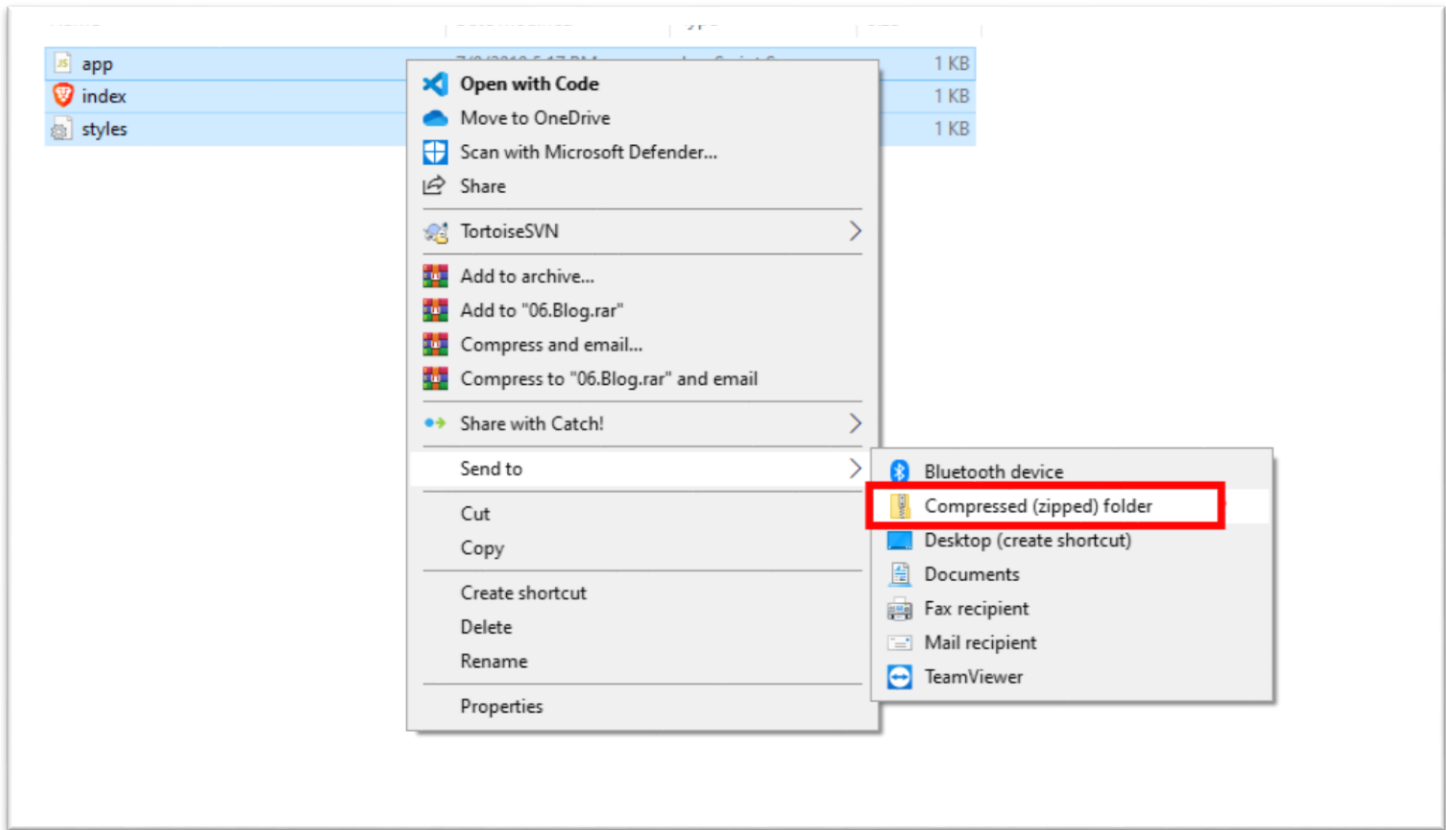 app
1 KB
index
1 KB
styles
1 KB
Open with Code
Move to OneDrive
Scan with Microsoft Defender...
Share
TortoiseSVN
Add to archive...
Add to "06.Blog.rar"
Compress and email...
Compress to "06.Blog.rar" and email
Share with Catch!
Send to
Cut
Copy
Create shortcut
Delete
Rename
Properties
Bluetooth device
Compressed (zipped) folder
Desktop (create shortcut)
Documents
Fax recipient
Mail recipient
TeamViewer